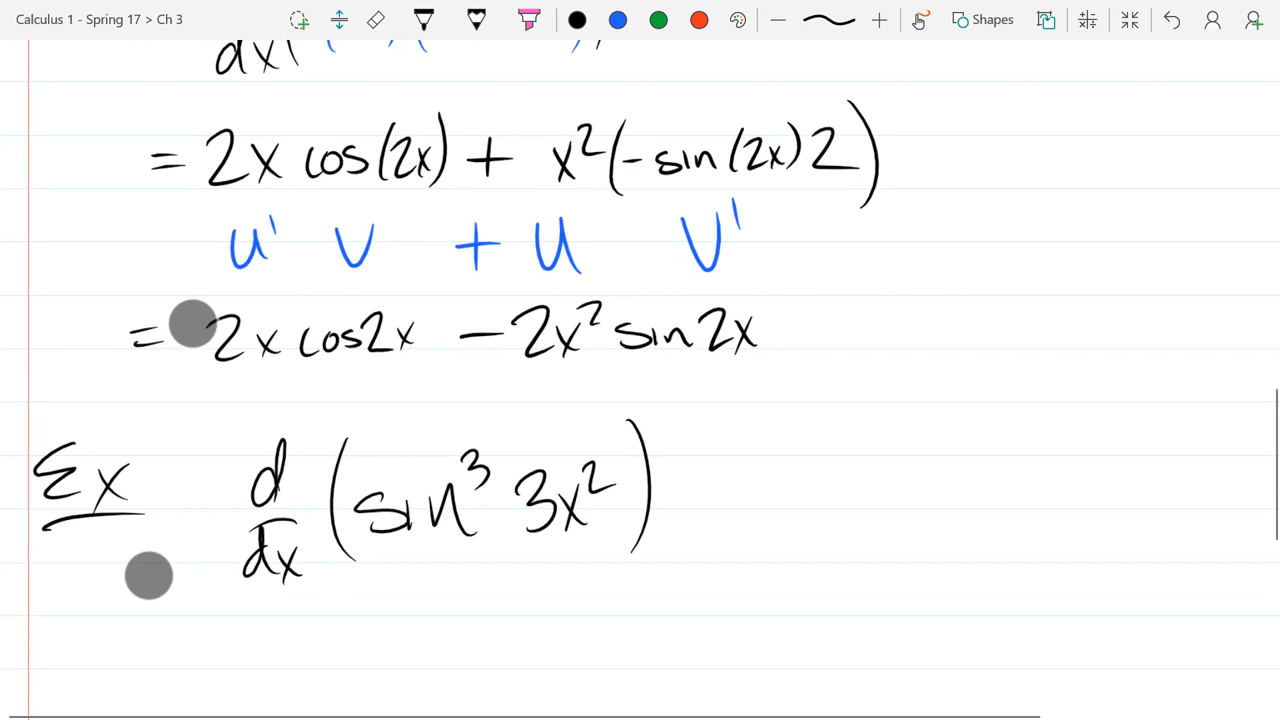 Calculus 1 - Spring 17 > Ch 3
Shapes
dx
= 2x cos(2x) + x²(-sin(2x)2)
u' v + u v'
= 2x cos2x - 2x² sin2x
Ex d/dx (sin³ 3x²)